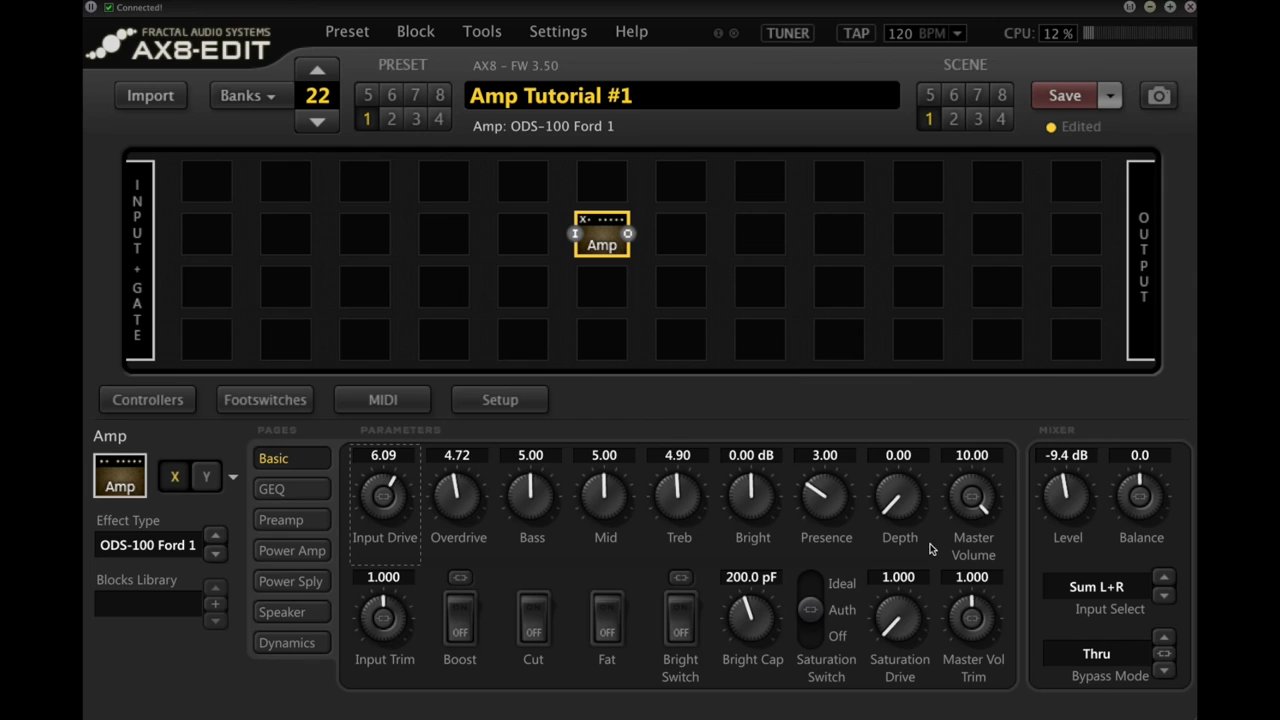 Connected!
FRACTAL AUDIO SYSTEMS
AX8-EDIT
Preset Block Tools Settings Help
TUNER TAP 120 BPM CPU: 12 %
PRESET AX8 - FW 3.50 SCENE
Import Banks 22
5 6 7 8
1 2 3 4
Amp Tutorial #1
Amp: ODS-100 Ford 1
5 6 7 8
1 2 3 4
Save
Edited
INPUT + GATE
Amp
OUTPUT
Controllers Footswitches MIDI Setup
Amp
Amp
X Y
Effect Type
ODS-100 Ford 1
Blocks Library
PAGES
Basic
GEQ
Preamp
Power Amp
Power Sply
Speaker
Dynamics
PARAMETERS
6.09 4.72 5.00 5.00 4.90 0.00 dB 3.00 0.00 10.00
Input Drive Overdrive Bass Mid Treb Bright Presence Depth Master Volume
1.000 200.0 pF 1.000 1.000
ON ON ON ON
OFF OFF OFF OFF
Ideal
Auth
Off
Input Trim Boost Cut Fat Bright Switch Bright Cap Saturation Switch Saturation Drive Master Vol Trim
MIXER
-9.4 dB 0.0
Level Balance
Sum L+R
Input Select
Thru
Bypass Mode